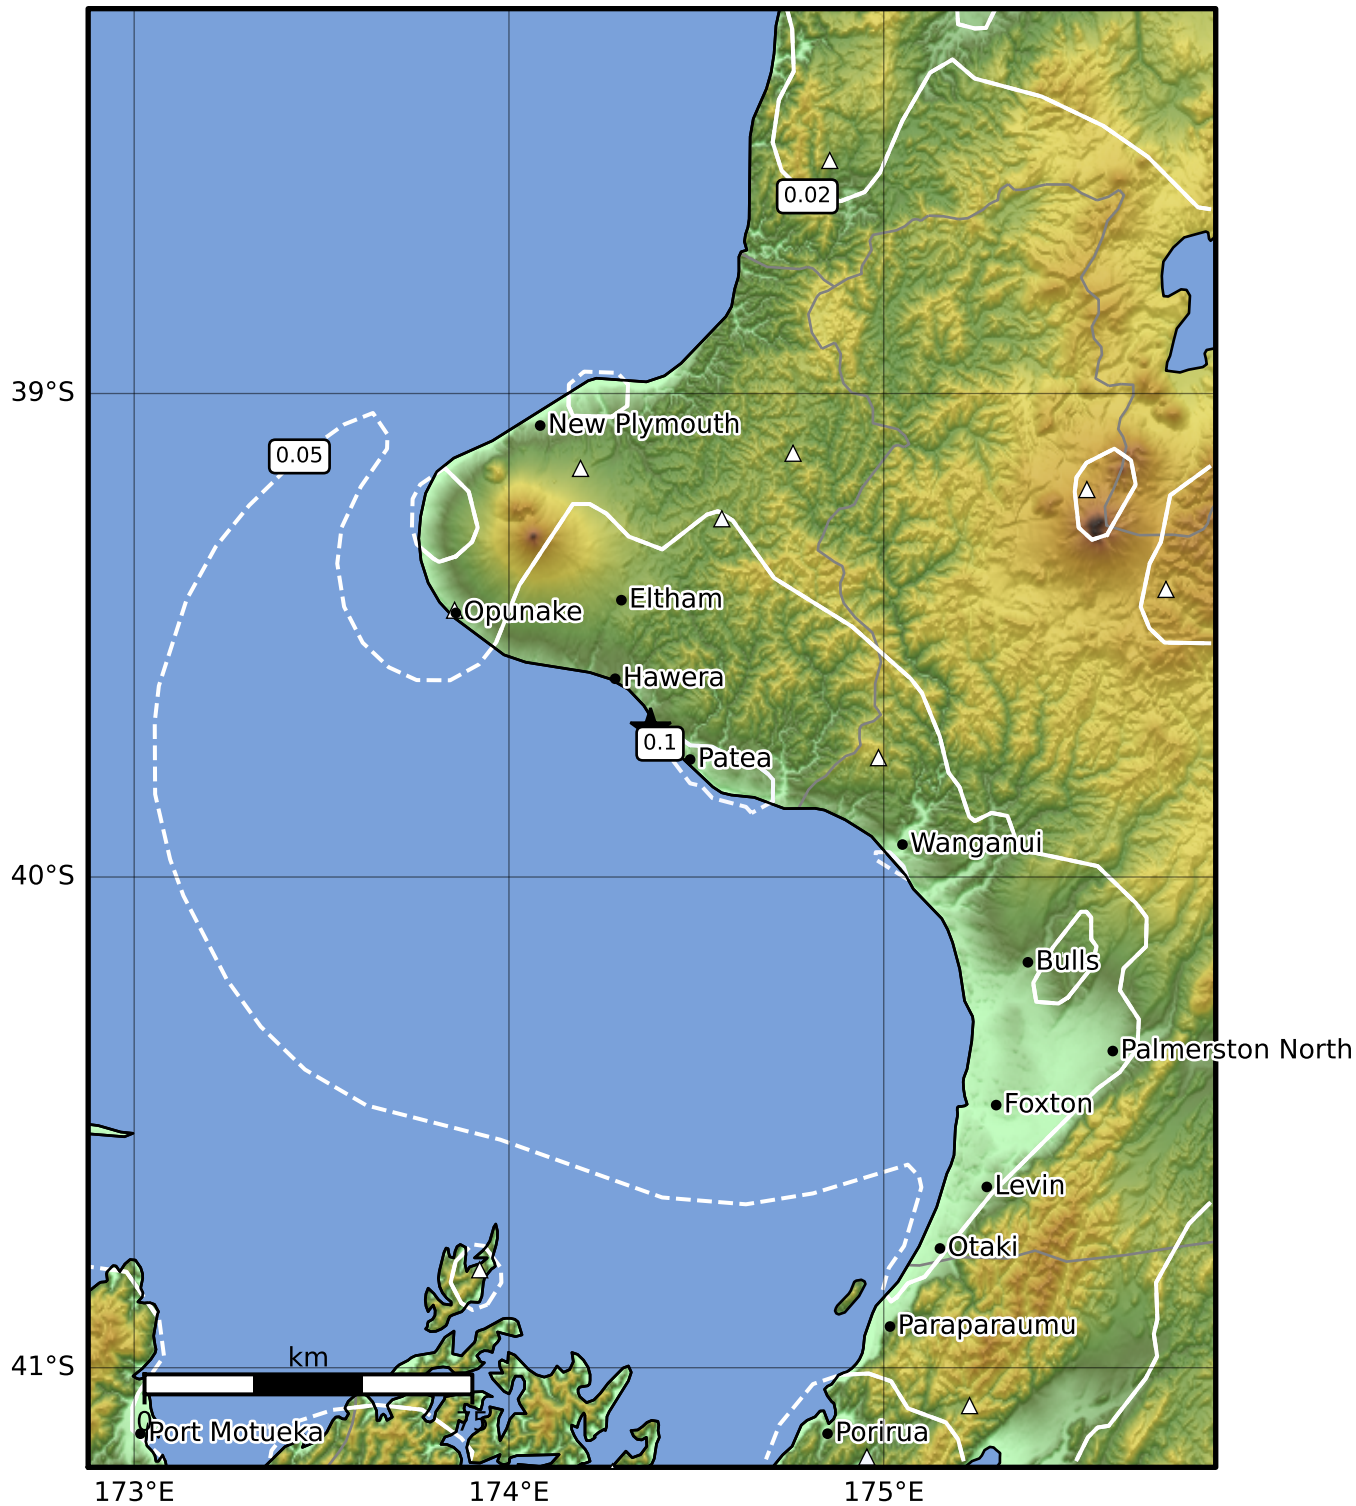 0.02
39°S
New Plymouth
0.05
Eltham
Opunake
Hawera
0.1
Patea
Wanganui
40°S
Bulls
Palmerston North
Foxton
Levin
Otaki
Paraparaumu
km
41°S
0
Port Motueka
Porirua
173°E
174°E
175°E